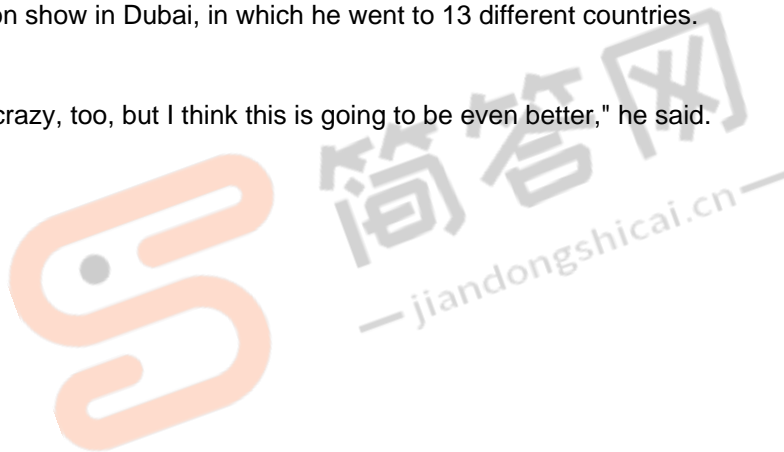 on show in Dubai, in which he went to 13 different countries.
crazy, too, but I think this is going to be even better," he said.
简答网
jiandongshicai.cn